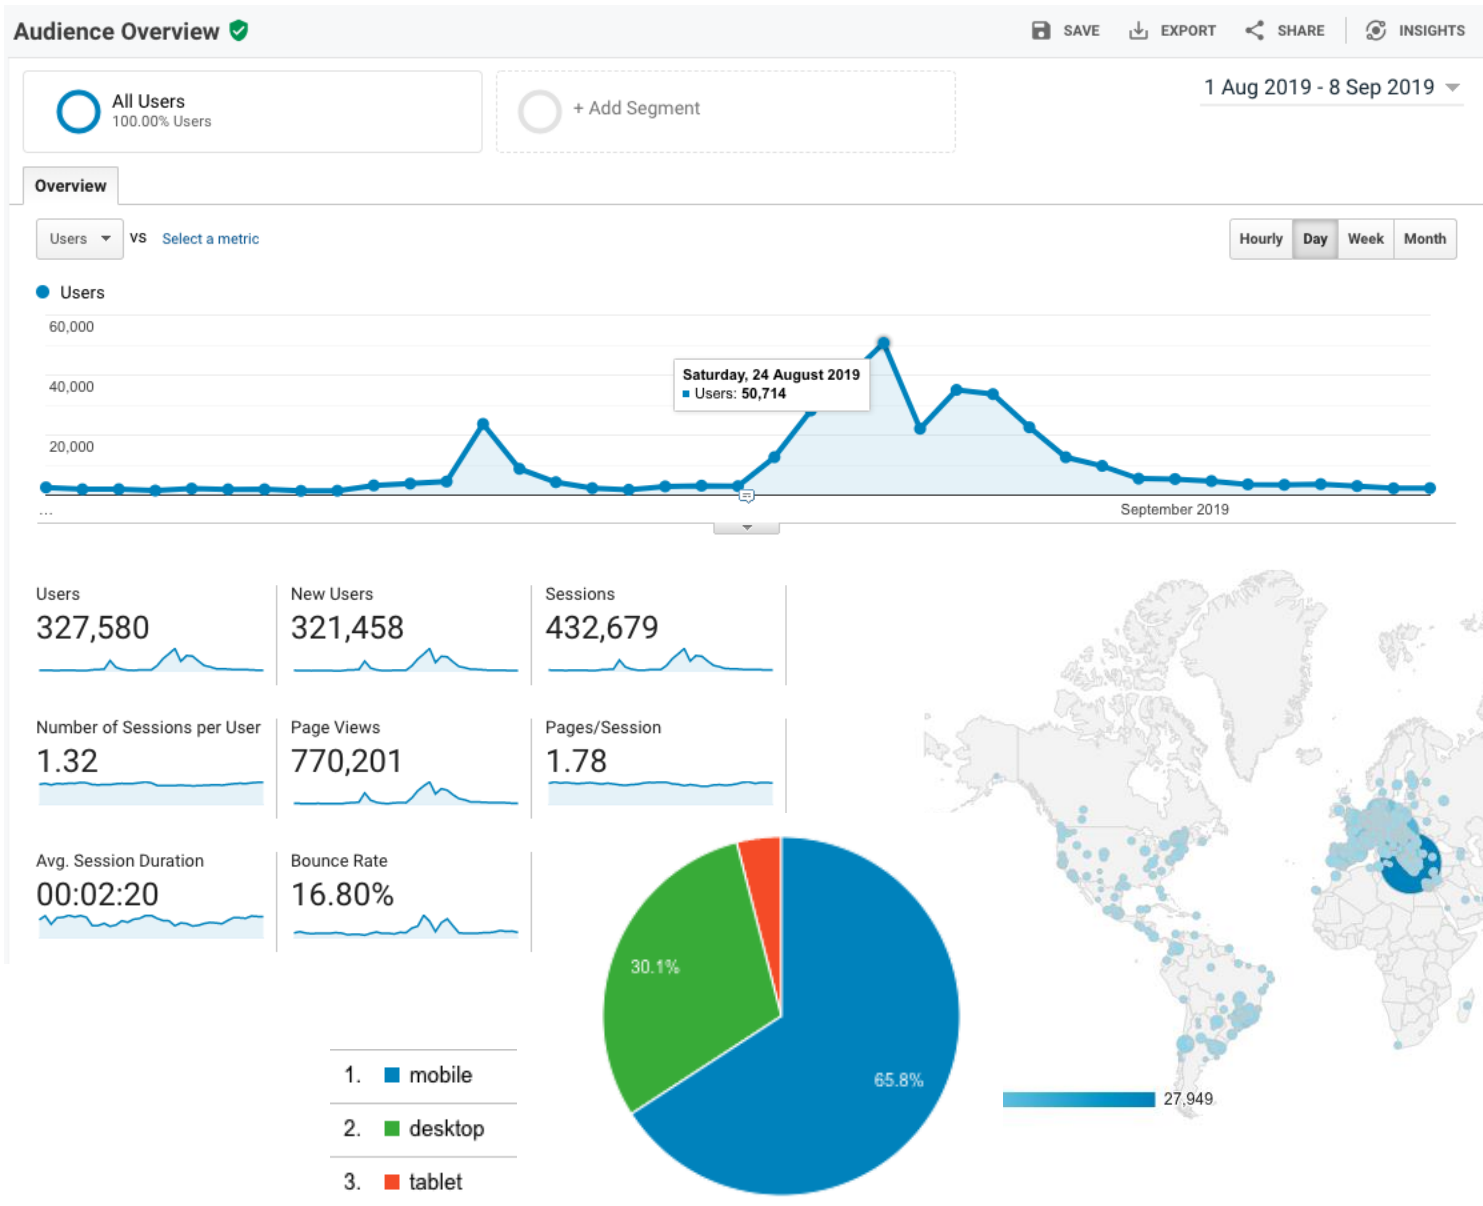 Audience Overview
SAVE
EXPORT
SHARE
INSIGHTS
All Users
100.00% Users
+ Add Segment
1 Aug 2019 - 8 Sep 2019
Overview
Users
VS
Select a metric
Hourly
Day
Week
Month
Users
60,000
40,000
20,000
Saturday, 24 August 2019
Users: 50,714
...
September 2019
Users
327,580
New Users
321,458
Sessions
432,679
Number of Sessions per User
1.32
Page Views
770,201
Pages/Session
1.78
Avg. Session Duration
00:02:20
Bounce Rate
16.80%
30.1%
65.8%
1. mobile
2. desktop
3. tablet
27,949